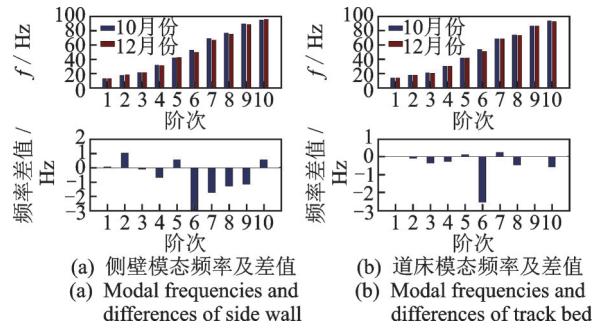 100
80
60
40
20
0
f / Hz
10月份
12月份
1 2 3 4 5 6 7 8 9 10
阶次
2
1
0
-1
-2
-3
频率差值 /
Hz
1 2 3 4 5 6 7 8 9 10
阶次
(a) 侧壁模态频率及差值
(a) Modal frequencies and
differences of side wall
100
80
60
40
20
0
f / Hz
10月份
12月份
1 2 3 4 5 6 7 8 9 10
阶次
1
0
-1
-2
-3
频率差值 /
Hz
1 2 3 4 5 6 7 8 9 10
阶次
(b) 道床模态频率及差值
(b) Modal frequencies and
differences of track bed